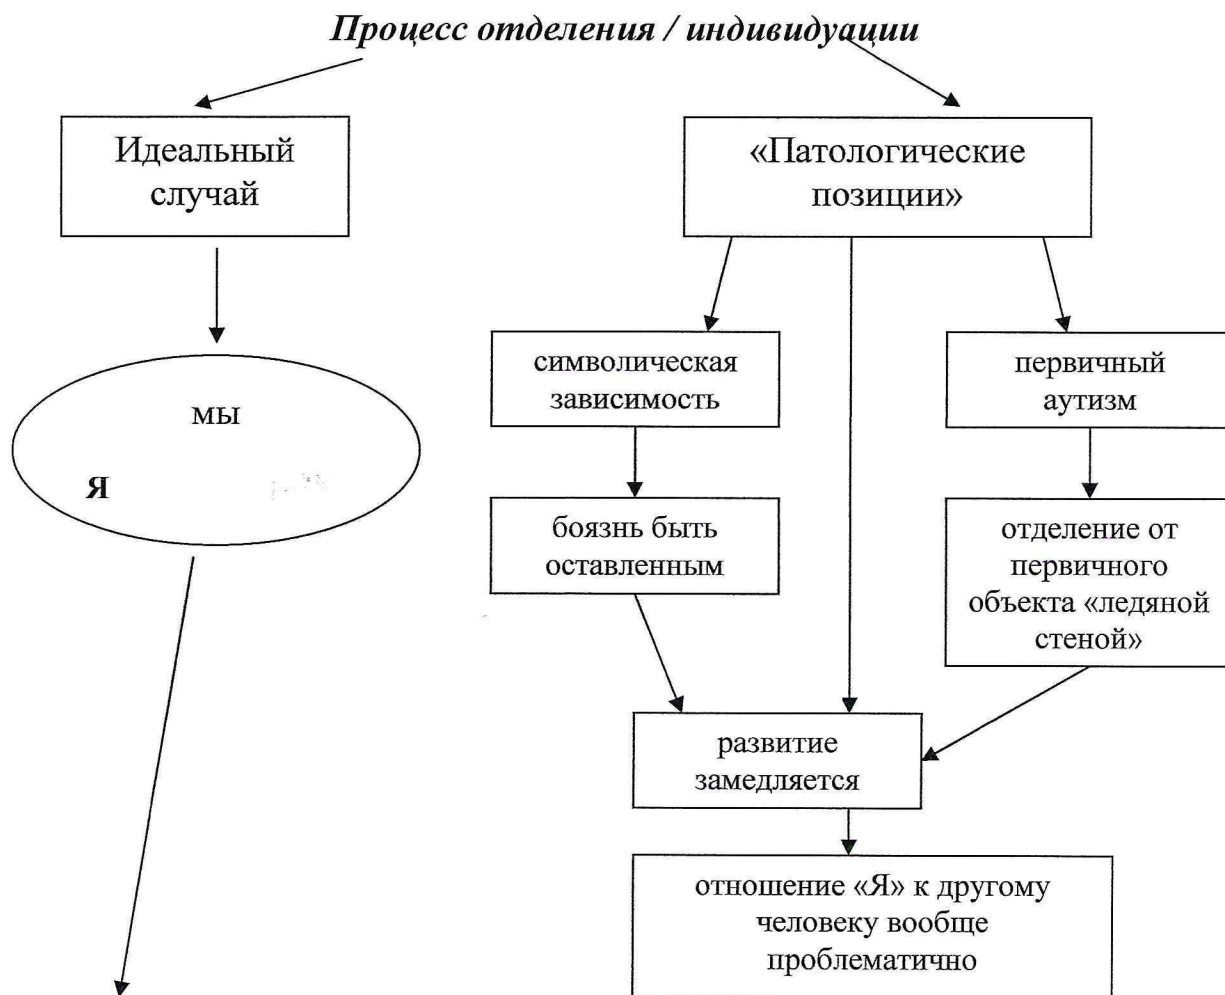 Процесс отделения / индивидуации
Идеальный
случай
«Патологические
позиции»
мы
Я
символическая
зависимость
первичный
аутизм
боязнь быть
оставленным
отделение от
первичного
объекта «ледяной
стеной»
развитие
замедляется
отношение «Я» к другому
человеку вообще
проблематично